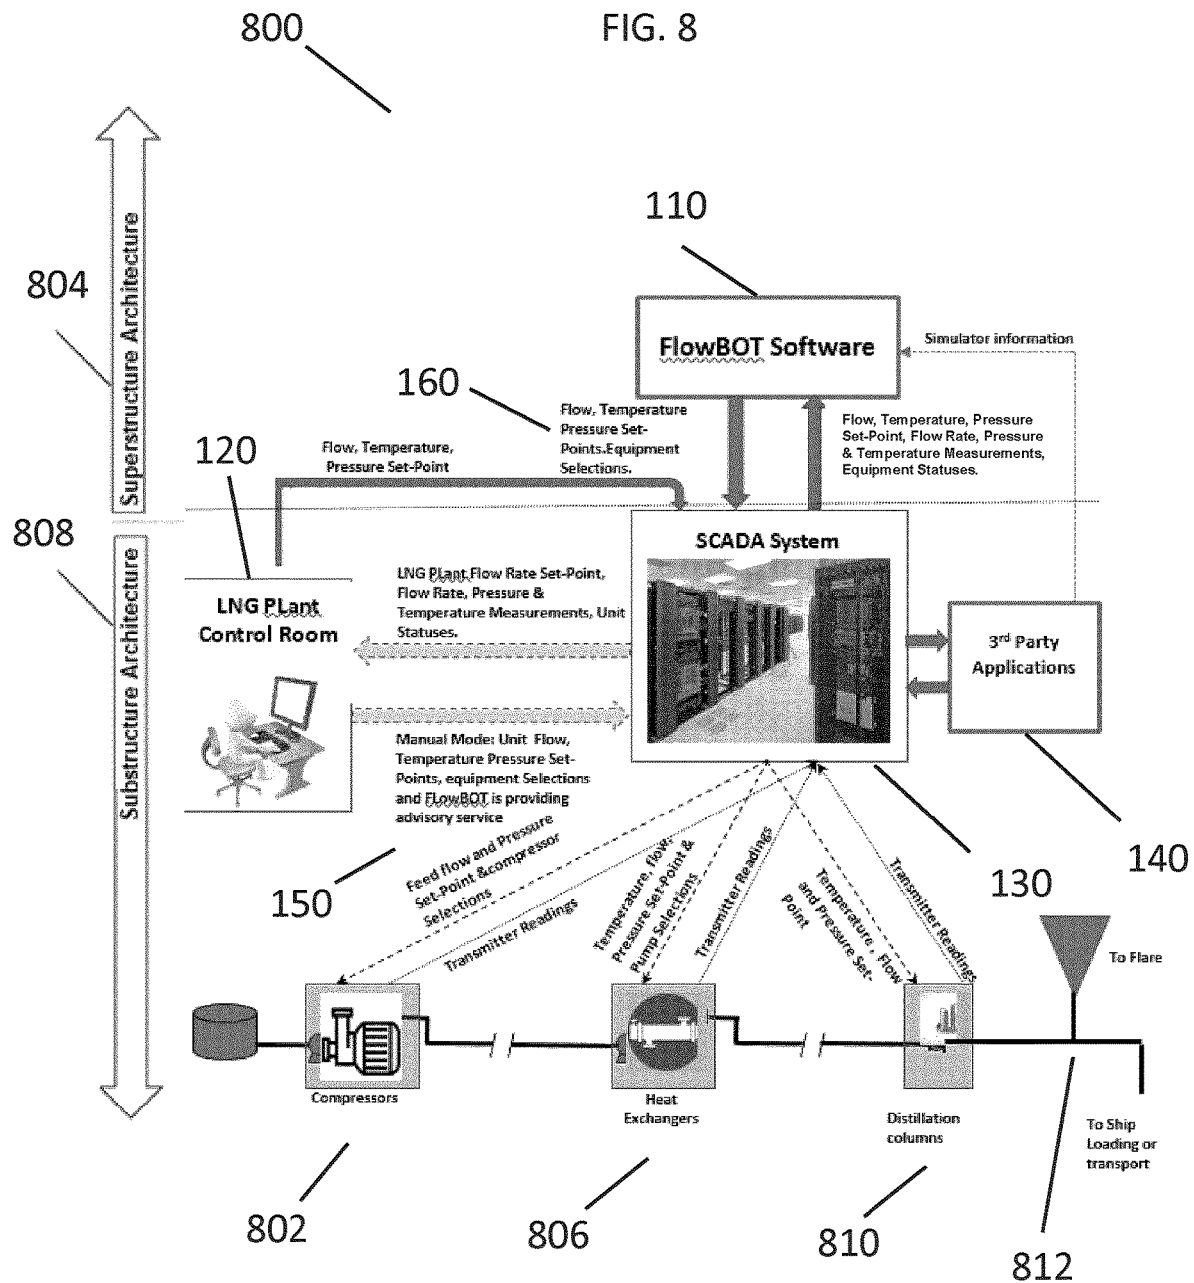 800
FIG. 8
804
Superstructure Architecture
808
Substructure Architecture
110
FlowBOT Software
Simulator information
160
Flow, Temperature
Pressure Set-
Points.Equipment
Selections.
Flow, Temperature, Pressure
Set-Point, Flow Rate, Pressure
& Temperature Measurements,
Equipment Statuses.
120
Flow, Temperature,
Pressure Set-Point
SCADA System
LNG PLant
Control Room
LNG PLant Flow Rate Set-Point,
Flow Rate, Pressure &
Temperature Measurements, Unit
Statuses.
3rd Party
Applications
Manual Mode: Unit Flow,
Temperature Pressure Set-
Points, equipment Selections
and FLowBOT is providing
advisory service
150
130
140
Feed flow and Pressure
Set-Point &compressor
Selections
Transmitter Readings
Temperature, flow,
Pressure Set-Point &
Pump Selections
Transmitter Readings
Temperature , Flow
and Pressure Set-
Point
Transmitter Readings
To Flare
Compressors
Heat
Exchangers
Distillation
columns
To Ship
Loading or
transport
802
806
810
812